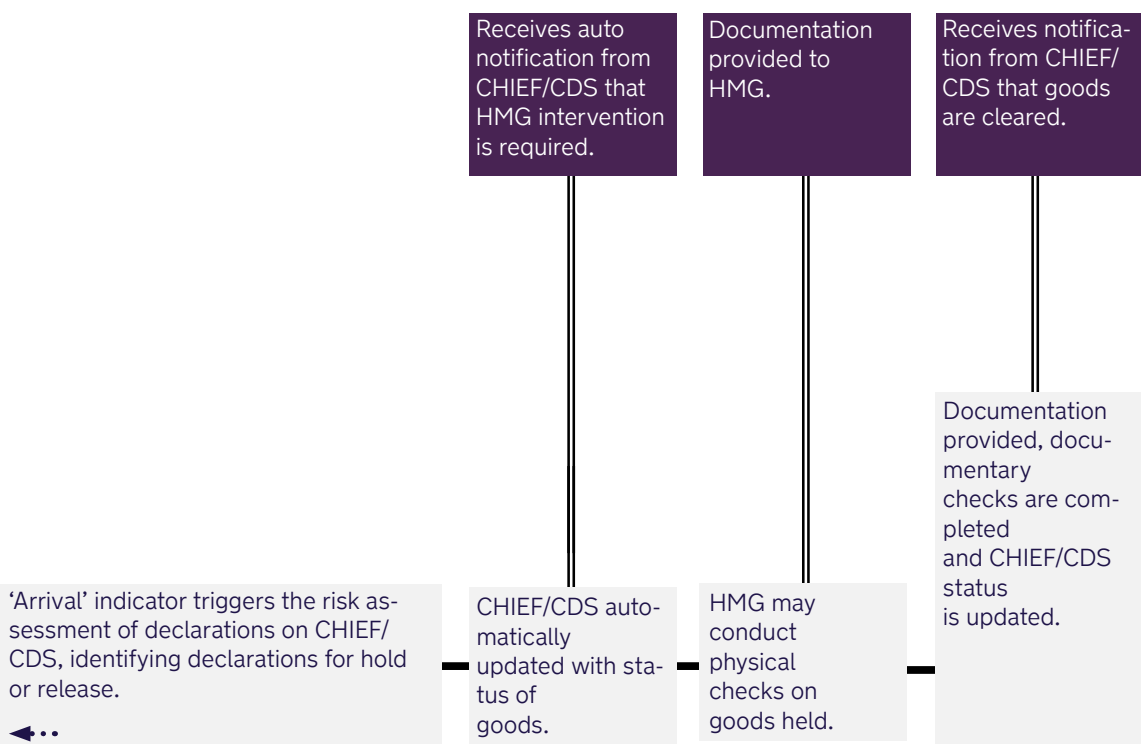 Receives auto
notification from
CHIEF/CDS that
HMG intervention
is required.
Documentation
provided to
HMG.
Receives notifica-
tion from CHIEF/
CDS that goods
are cleared.
‘Arrival’ indicator triggers the risk as-
sessment of declarations on CHIEF/
CDS, identifying declarations for hold
or release.
CHIEF/CDS auto-
matically
updated with sta-
tus of
goods.
HMG may
conduct
physical
checks on
goods held.
Documentation
provided, docu-
mentary
checks are com-
pleted
and CHIEF/CDS
status
is updated.